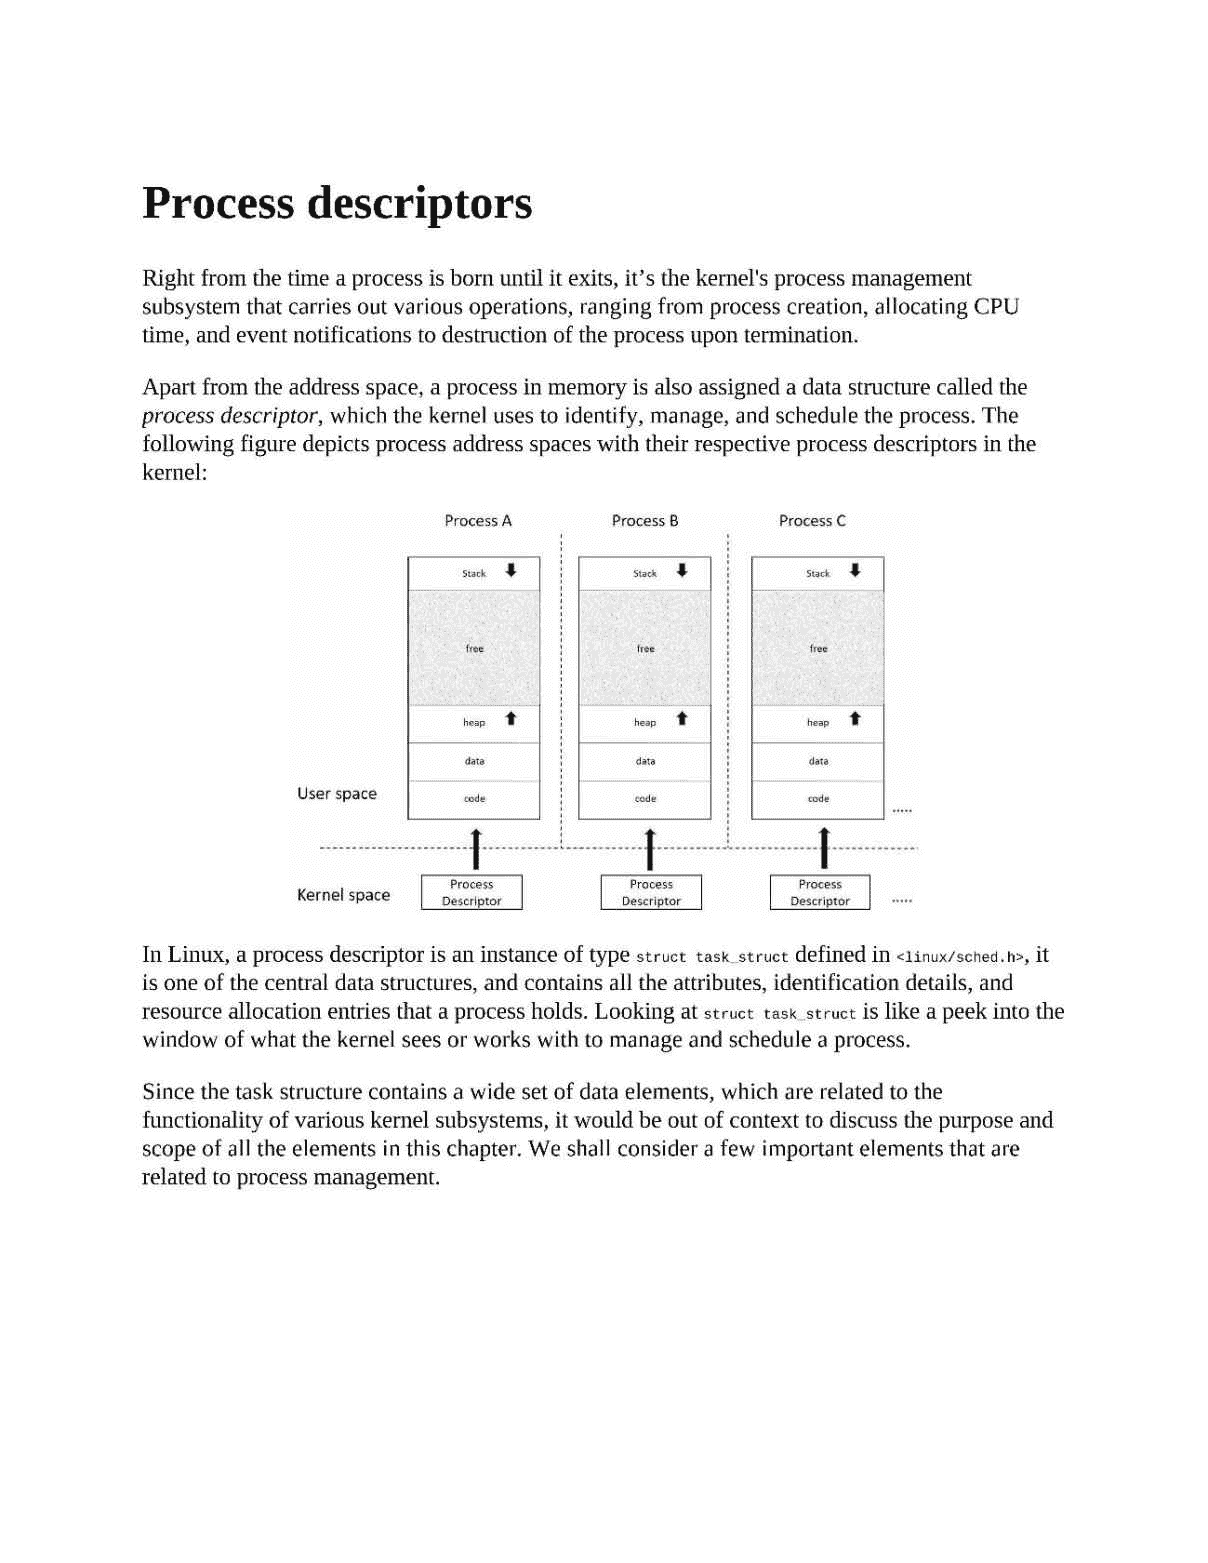 Process descriptors
Right from the time a process is born until it exits, it’s the kernel's process management
subsystem that carries out various operations, ranging from process creation, allocating CPU
time, and event notifications to destruction of the process upon termination.
Apart from the address space, a process in memory is also assigned a data structure called the
process descriptor, which the kernel uses to identify, manage, and schedule the process. The
following figure depicts process address spaces with their respective process descriptors in the
kernel:
Process A Process B Process C
Stack Stack Stack
free free free
heap heap heap
data data data
User space code code code .....
Kernel space Process Process Process
Descriptor Descriptor Descriptor .....
In Linux, a process descriptor is an instance of type struct task_struct defined in <linux/sched.h>, it
is one of the central data structures, and contains all the attributes, identification details, and
resource allocation entries that a process holds. Looking at struct task_struct is like a peek into the
window of what the kernel sees or works with to manage and schedule a process.
Since the task structure contains a wide set of data elements, which are related to the
functionality of various kernel subsystems, it would be out of context to discuss the purpose and
scope of all the elements in this chapter. We shall consider a few important elements that are
related to process management.